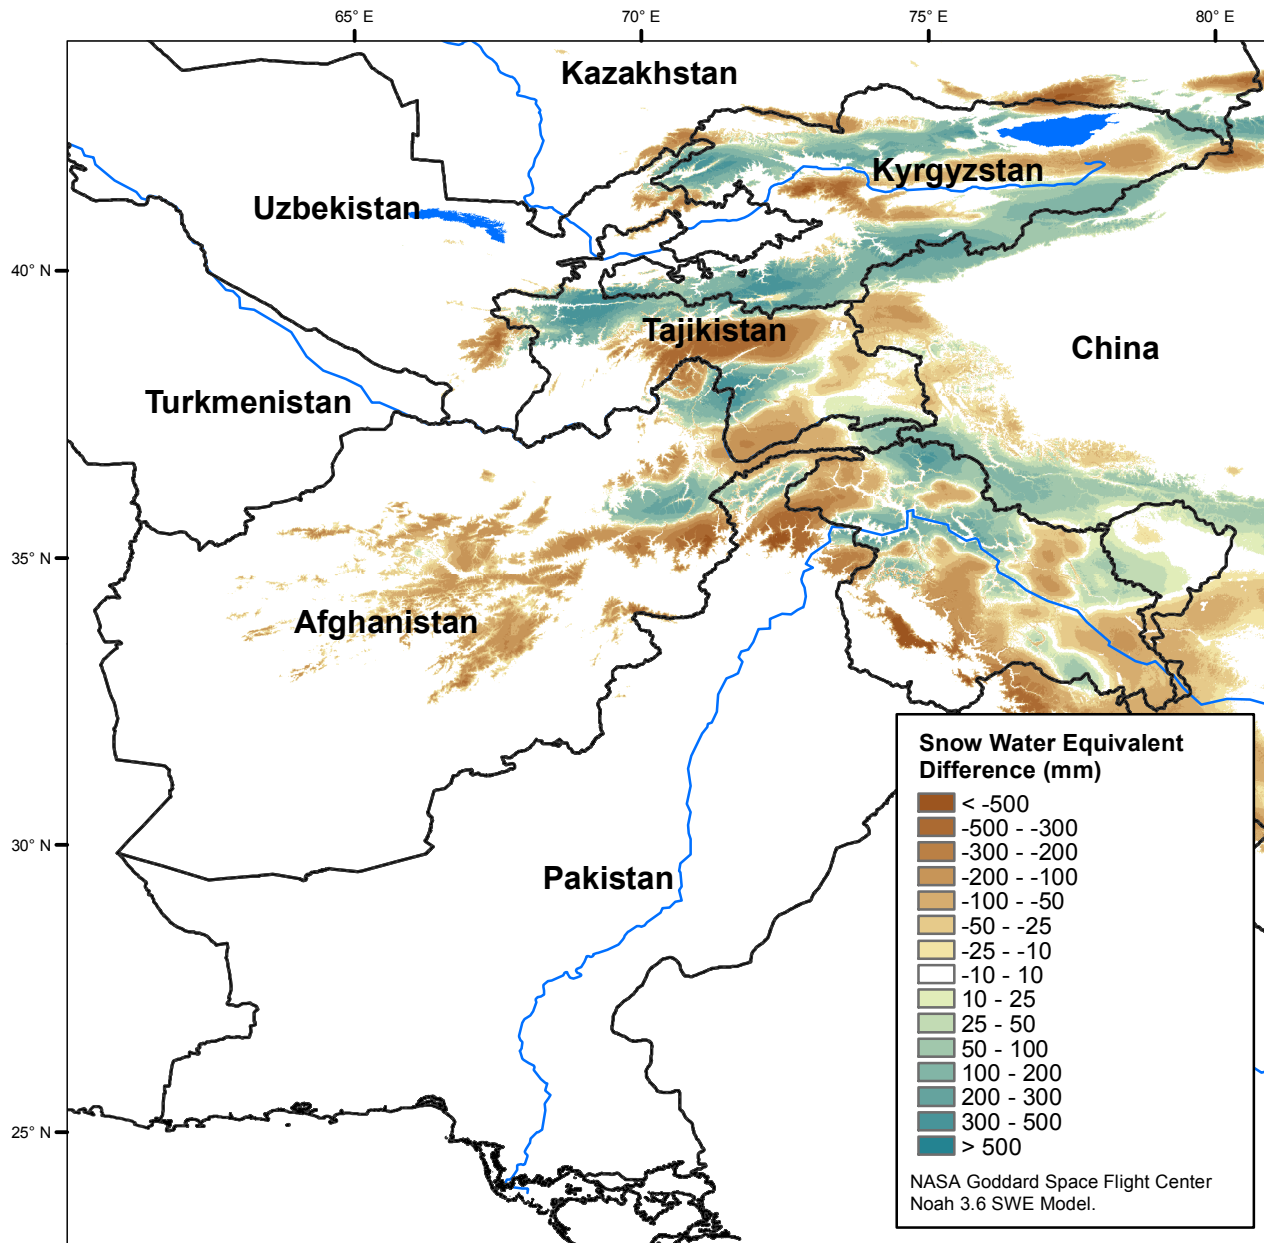 65° E
70° E
75° E
80° E
Kazakhstan
Kyrgyzstan
Uzbekistan
40° N
Tajikistan
China
Turkmenistan
35° N
Afghanistan
Snow Water Equivalent
Difference (mm)
< -500
-500 - -300
-300 - -200
-200 - -100
-100 - -50
-50 - -25
-25 - -10
-10 - 10
10 - 25
25 - 50
50 - 100
100 - 200
200 - 300
300 - 500
> 500
NASA Goddard Space Flight Center
Noah 3.6 SWE Model.
30° N
Pakistan
25° N